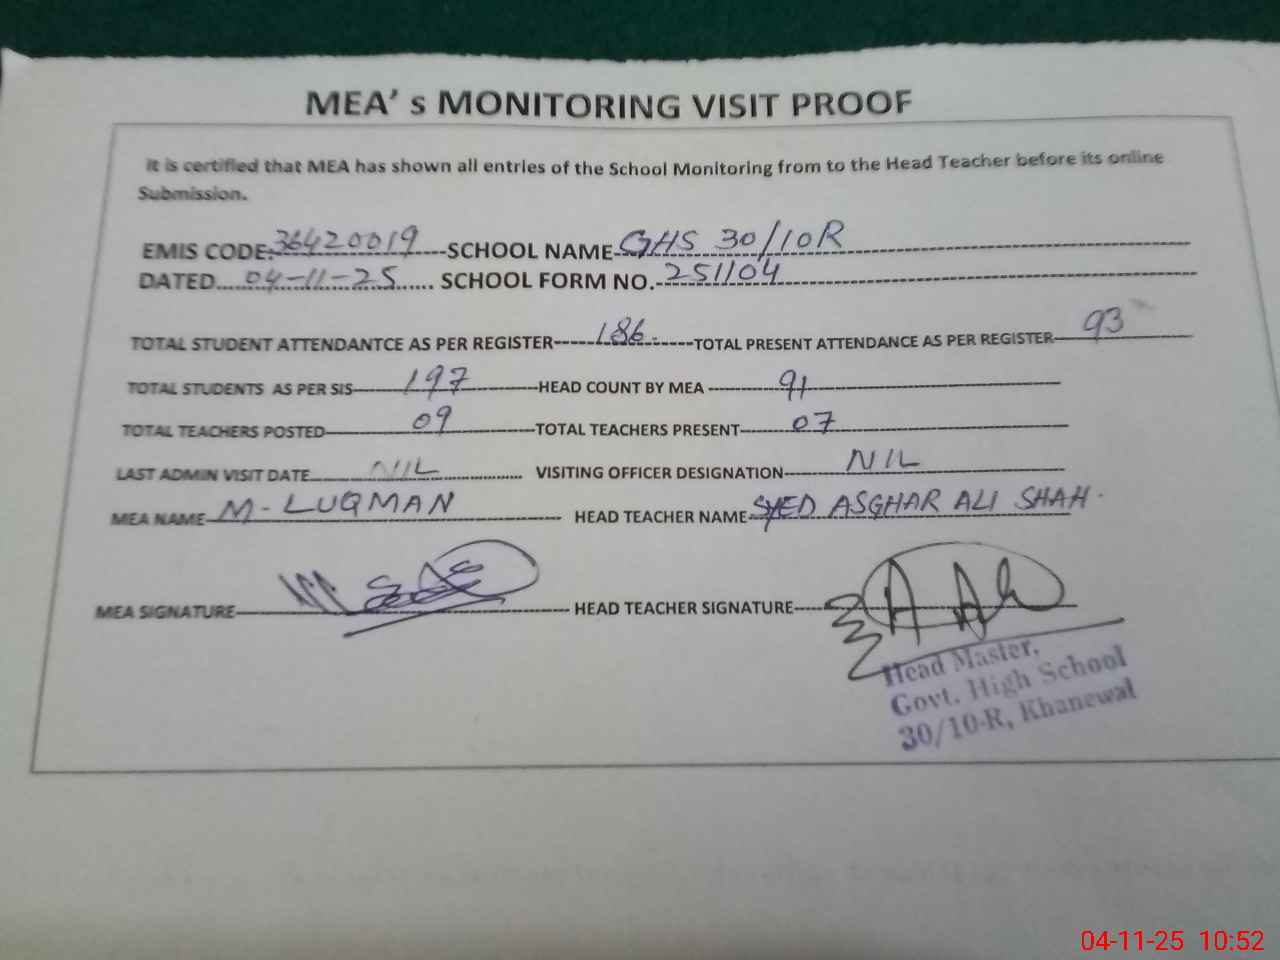 MEA' s MONITORING VISIT PROOF
It is certified that MEA has shown all entries of the School Monitoring from to the Head Teacher before its online
Submission.
EMIS CODE: 36420019 SCHOOL NAME GHS 30/10R
DATED 04-11-25 SCHOOL FORM NO. 251104
TOTAL STUDENT ATTENDANTCE AS PER REGISTER 186 TOTAL PRESENT ATTENDANCE AS PER REGISTER 93
TOTAL STUDENTS AS PER SIS 197 HEAD COUNT BY MEA 91
TOTAL TEACHERS POSTED 09 TOTAL TEACHERS PRESENT 07
LAST ADMIN VISIT DATE NIL VISITING OFFICER DESIGNATION NIL
MEA NAME M. LUQMAN HEAD TEACHER NAME SYED ASGHAR ALI SHAH.
MEA SIGNATURE HEAD TEACHER SIGNATURE
Head Master,
Govt. High School
30/10-R, Khanewal
04-11-25 10:52